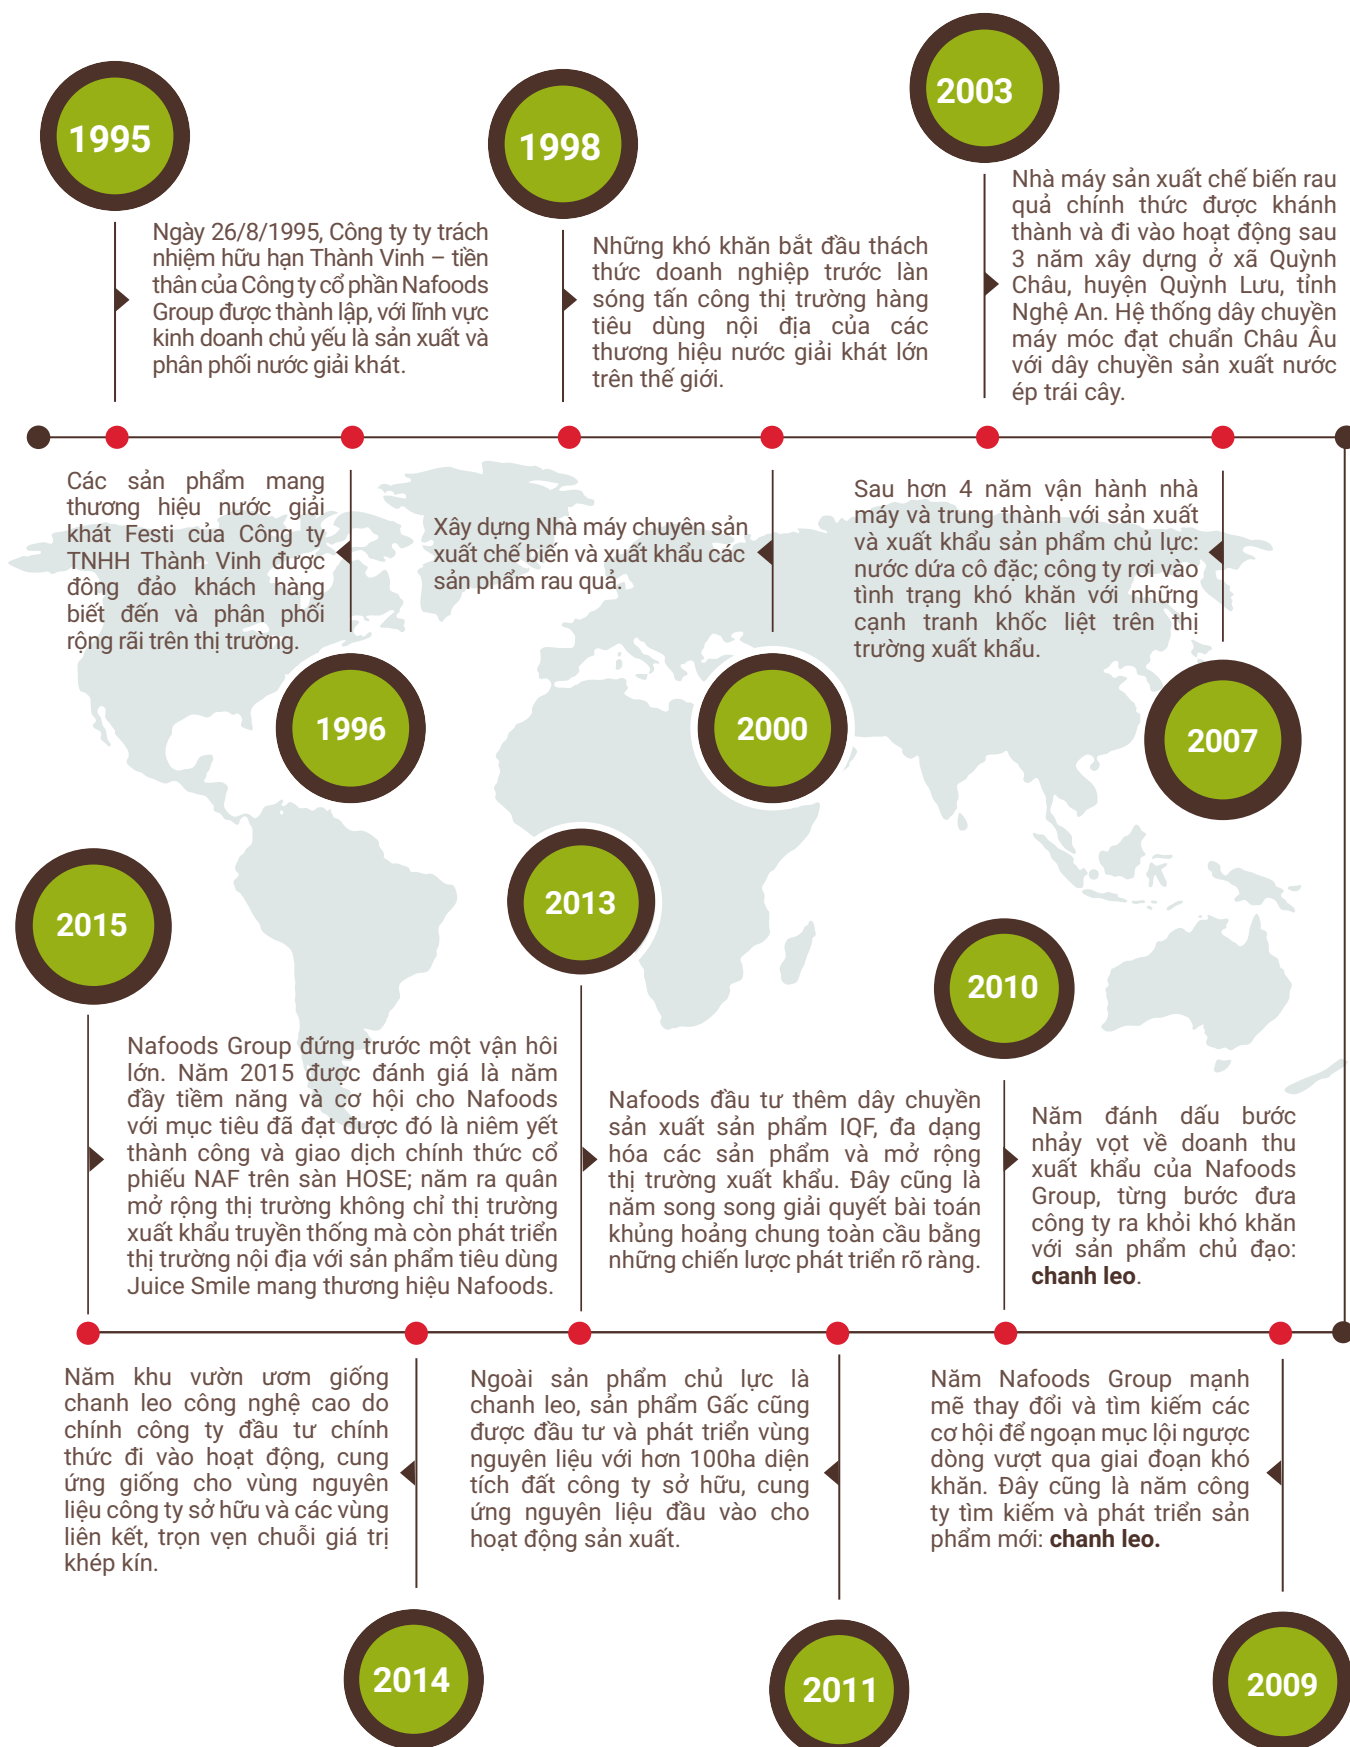 1995
Ngày 26/8/1995, Công ty ty trách
nhiệm hữu hạn Thành Vinh – tiền
thân của Công ty cổ phần Nafoods
Group được thành lập, với lĩnh vực
kinh doanh chủ yếu là sản xuất và
phân phối nước giải khát.
Các sản phẩm mang
thương hiệu nước giải
khát Festi của Công ty
TNHH Thành Vinh được
đông đảo khách hàng
biết đến và phân phối
rộng rãi trên thị trường.
1996
1998
Những khó khăn bắt đầu thách
thức doanh nghiệp trước làn
sóng tấn công thị trường hàng
tiêu dùng nội địa của các
thương hiệu nước giải khát lớn
trên thế giới.
Xây dựng Nhà máy chuyên sản
xuất chế biến và xuất khẩu các
sản phẩm rau quả.
2000
2003
Nhà máy sản xuất chế biến rau
quả chính thức được khánh
thành và đi vào hoạt động sau
3 năm xây dựng ở xã Quỳnh
Châu, huyện Quỳnh Lưu, tỉnh
Nghệ An. Hệ thống dây chuyền
máy móc đạt chuẩn Châu Âu
với dây chuyền sản xuất nước
ép trái cây.
Sau hơn 4 năm vận hành nhà
máy và trung thành với sản xuất
và xuất khẩu sản phẩm chủ lực:
nước dứa cô đặc; công ty rơi vào
tình trạng khó khăn với những
cạnh tranh khốc liệt trên thị
trường xuất khẩu.
2007
Năm Nafoods Group mạnh
mẽ thay đổi và tìm kiếm các
cơ hội để ngoạn mục lội ngược
dòng vượt qua giai đoạn khó
khăn. Đây cũng là năm công
ty tìm kiếm và phát triển sản
phẩm mới: chanh leo.
2009
2010
Năm đánh dấu bước
nhảy vọt về doanh thu
xuất khẩu của Nafoods
Group, từng bước đưa
công ty ra khỏi khó khăn
với sản phẩm chủ đạo:
chanh leo.
Ngoài sản phẩm chủ lực là
chanh leo, sản phẩm Gấc cũng
được đầu tư và phát triển vùng
nguyên liệu với hơn 100ha diện
tích đất công ty sở hữu, cung
ứng nguyên liệu đầu vào cho
hoạt động sản xuất.
2011
2013
Nafoods đầu tư thêm dây chuyền
sản xuất sản phẩm IQF, đa dạng
hóa các sản phẩm và mở rộng
thị trường xuất khẩu. Đây cũng là
năm song song giải quyết bài toán
khủng hoảng chung toàn cầu bằng
những chiến lược phát triển rõ ràng.
Năm khu vườn ươm giống
chanh leo công nghệ cao do
chính công ty đầu tư chính
thức đi vào hoạt động, cung
ứng giống cho vùng nguyên
liệu công ty sở hữu và các vùng
liên kết, trọn vẹn chuỗi giá trị
khép kín.
2014
2015
Nafoods Group đứng trước một vận hôi
lớn. Năm 2015 được đánh giá là năm
đầy tiềm năng và cơ hội cho Nafoods
với mục tiêu đã đạt được đó là niêm yết
thành công và giao dịch chính thức cổ
phiếu NAF trên sàn HOSE; năm ra quân
mở rộng thị trường không chỉ thị trường
xuất khẩu truyền thống mà còn phát triển
thị trường nội địa với sản phẩm tiêu dùng
Juice Smile mang thương hiệu Nafoods.